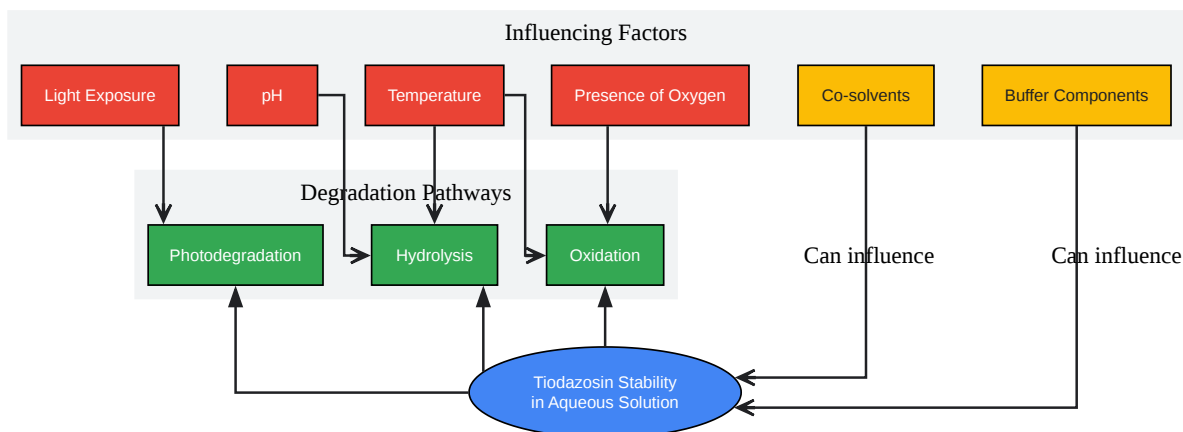 Influencing Factors
Light Exposure
pH
Temperature
Presence of Oxygen
Co-solvents
Buffer Components
Degradation Pathways
Photodegradation
Hydrolysis
Oxidation
Can influence
Can influence
Tiodazosin Stability
in Aqueous Solution